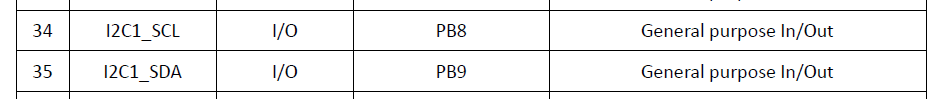 34 I2C1_SCL I/O PB8 General purpose In/Out
35 I2C1_SDA I/O PB9 General purpose In/Out